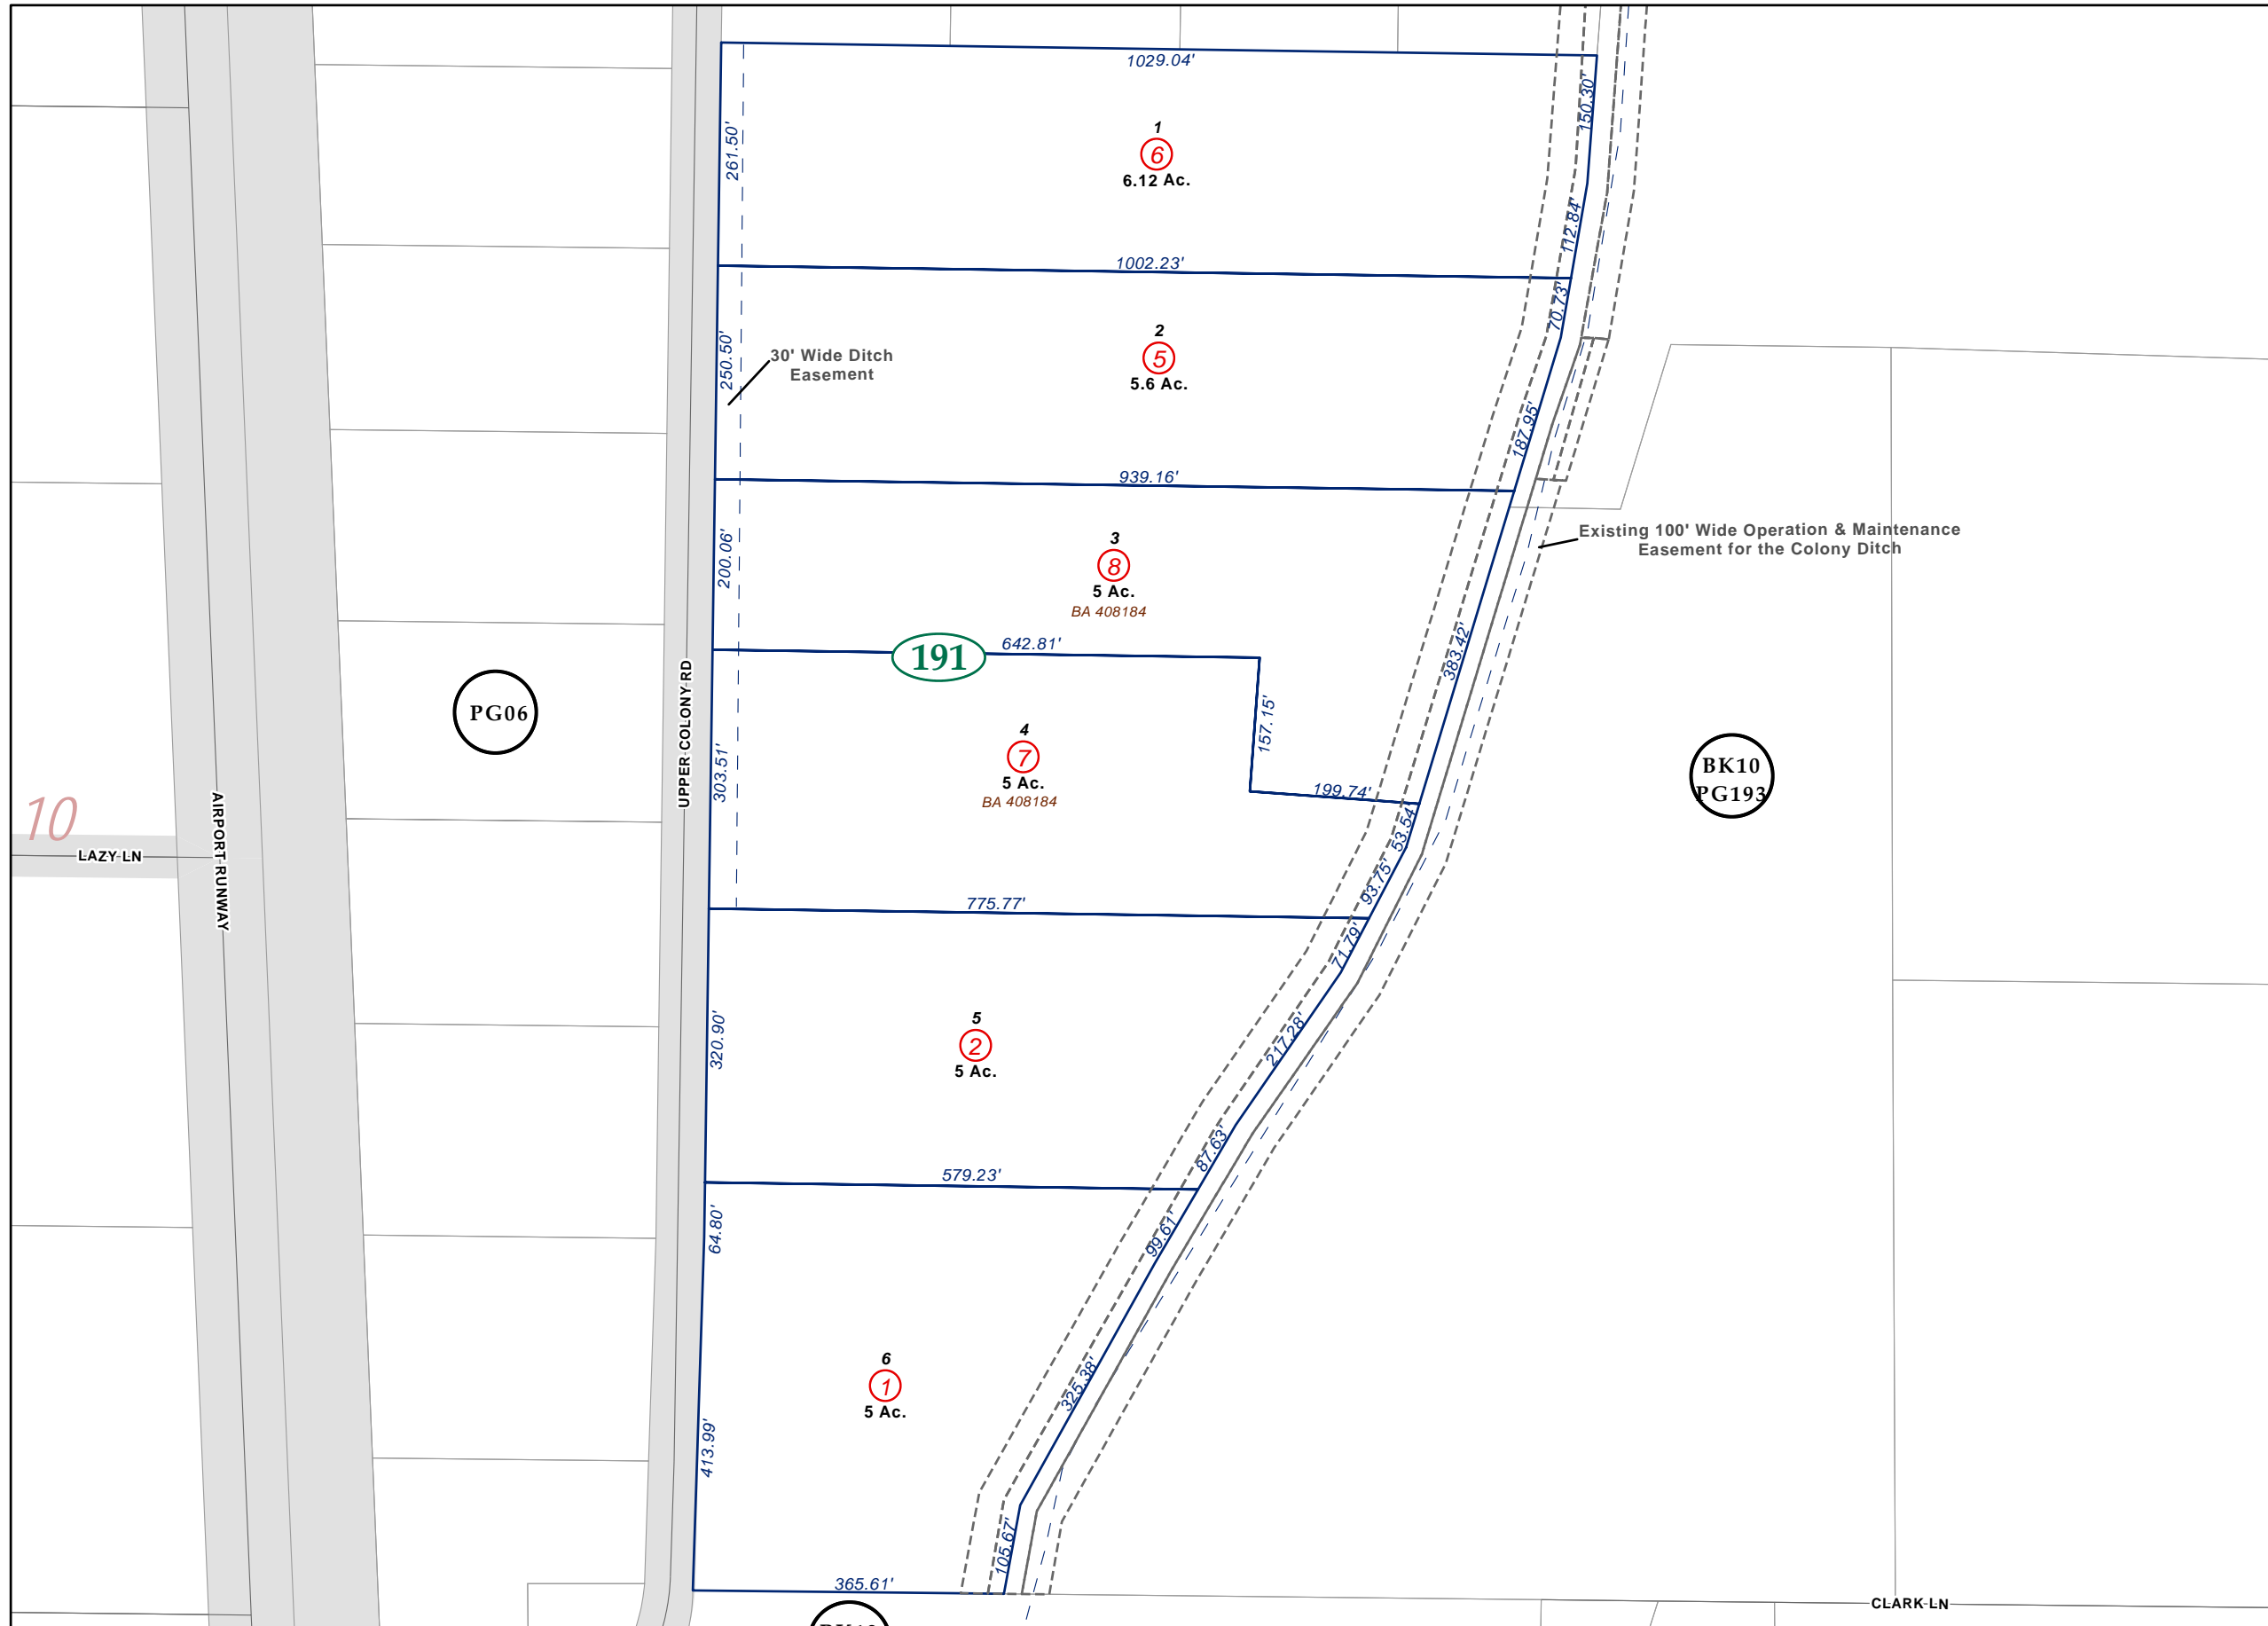 1029.04'
150.30'
261.50'
1
6
6.12 Ac.
112.84'
1002.23'
70.73'
250.50'
30' Wide Ditch
Easement
2
5
5.6 Ac.
187.95'
939.16'
200.06'
3
8
5 Ac.
BA 408184
Existing 100' Wide Operation & Maintenance
Easement for the Colony Ditch
383.42'
191
642.81'
PG06
UPPER COLONY RD
157.15'
303.51'
4
7
5 Ac.
BA 408184
199.74'
BK10
PG193
10
LAZY LN
AIRPORT RUNWAY
53.54'
93.75'
775.77'
71.79'
320.90'
5
2
5 Ac.
217.28'
87.63'
579.23'
64.80'
99.61'
6
1
5 Ac.
325.38'
413.99'
105.67'
365.61'
CLARK LN